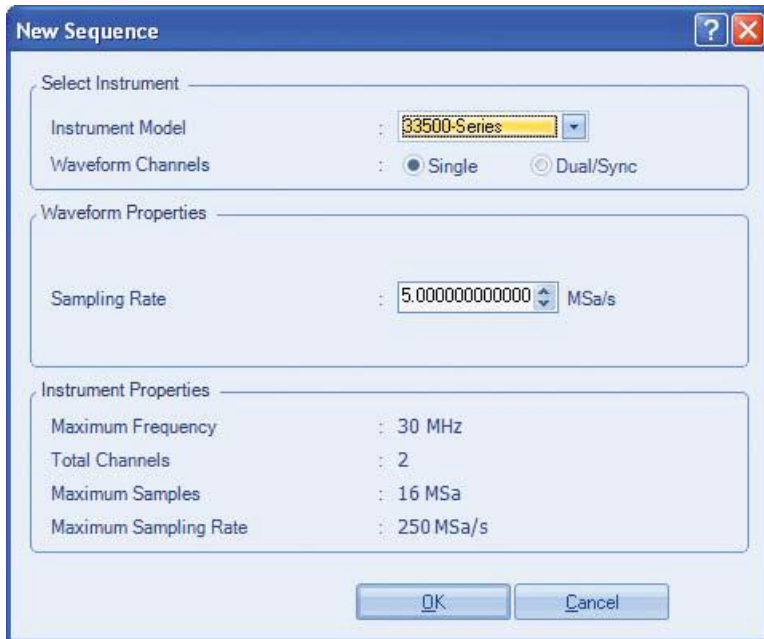 New Sequence
Select Instrument
Instrument Model : 33500-Series
Waveform Channels : Single Dual/Sync
Waveform Properties
Sampling Rate : 5.000000000000 MSa/s
Instrument Properties
Maximum Frequency : 30 MHz
Total Channels : 2
Maximum Samples : 16 MSa
Maximum Sampling Rate : 250 MSa/s
OK Cancel